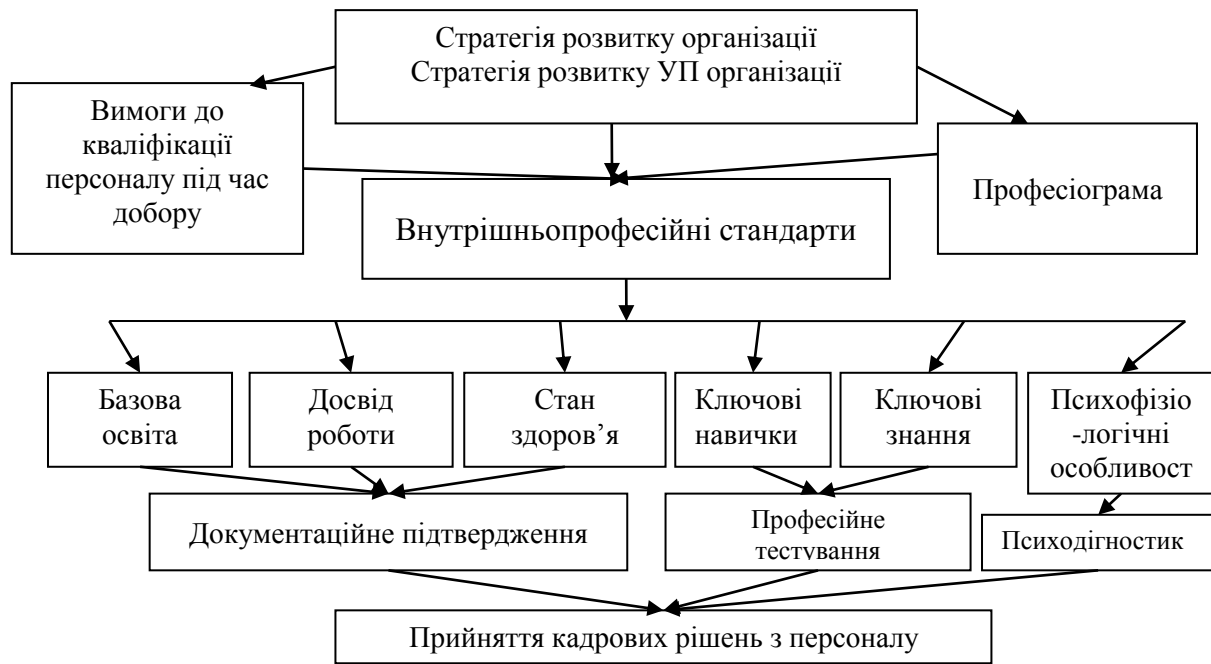 Стратегія розвитку організації
Стратегія розвитку УП організації
Вимоги до
кваліфікації
персоналу під час
добору
Професіограма
Внутрішньопрофесійні стандарти
Базова
освіта
Досвід
роботи
Стан
здоров’я
Ключові
навички
Ключові
знання
Психофізіо
-логічні
особливост
Документаційне підтвердження
Професійне
тестування
Психодігностик
Прийняття кадрових рішень з персоналу